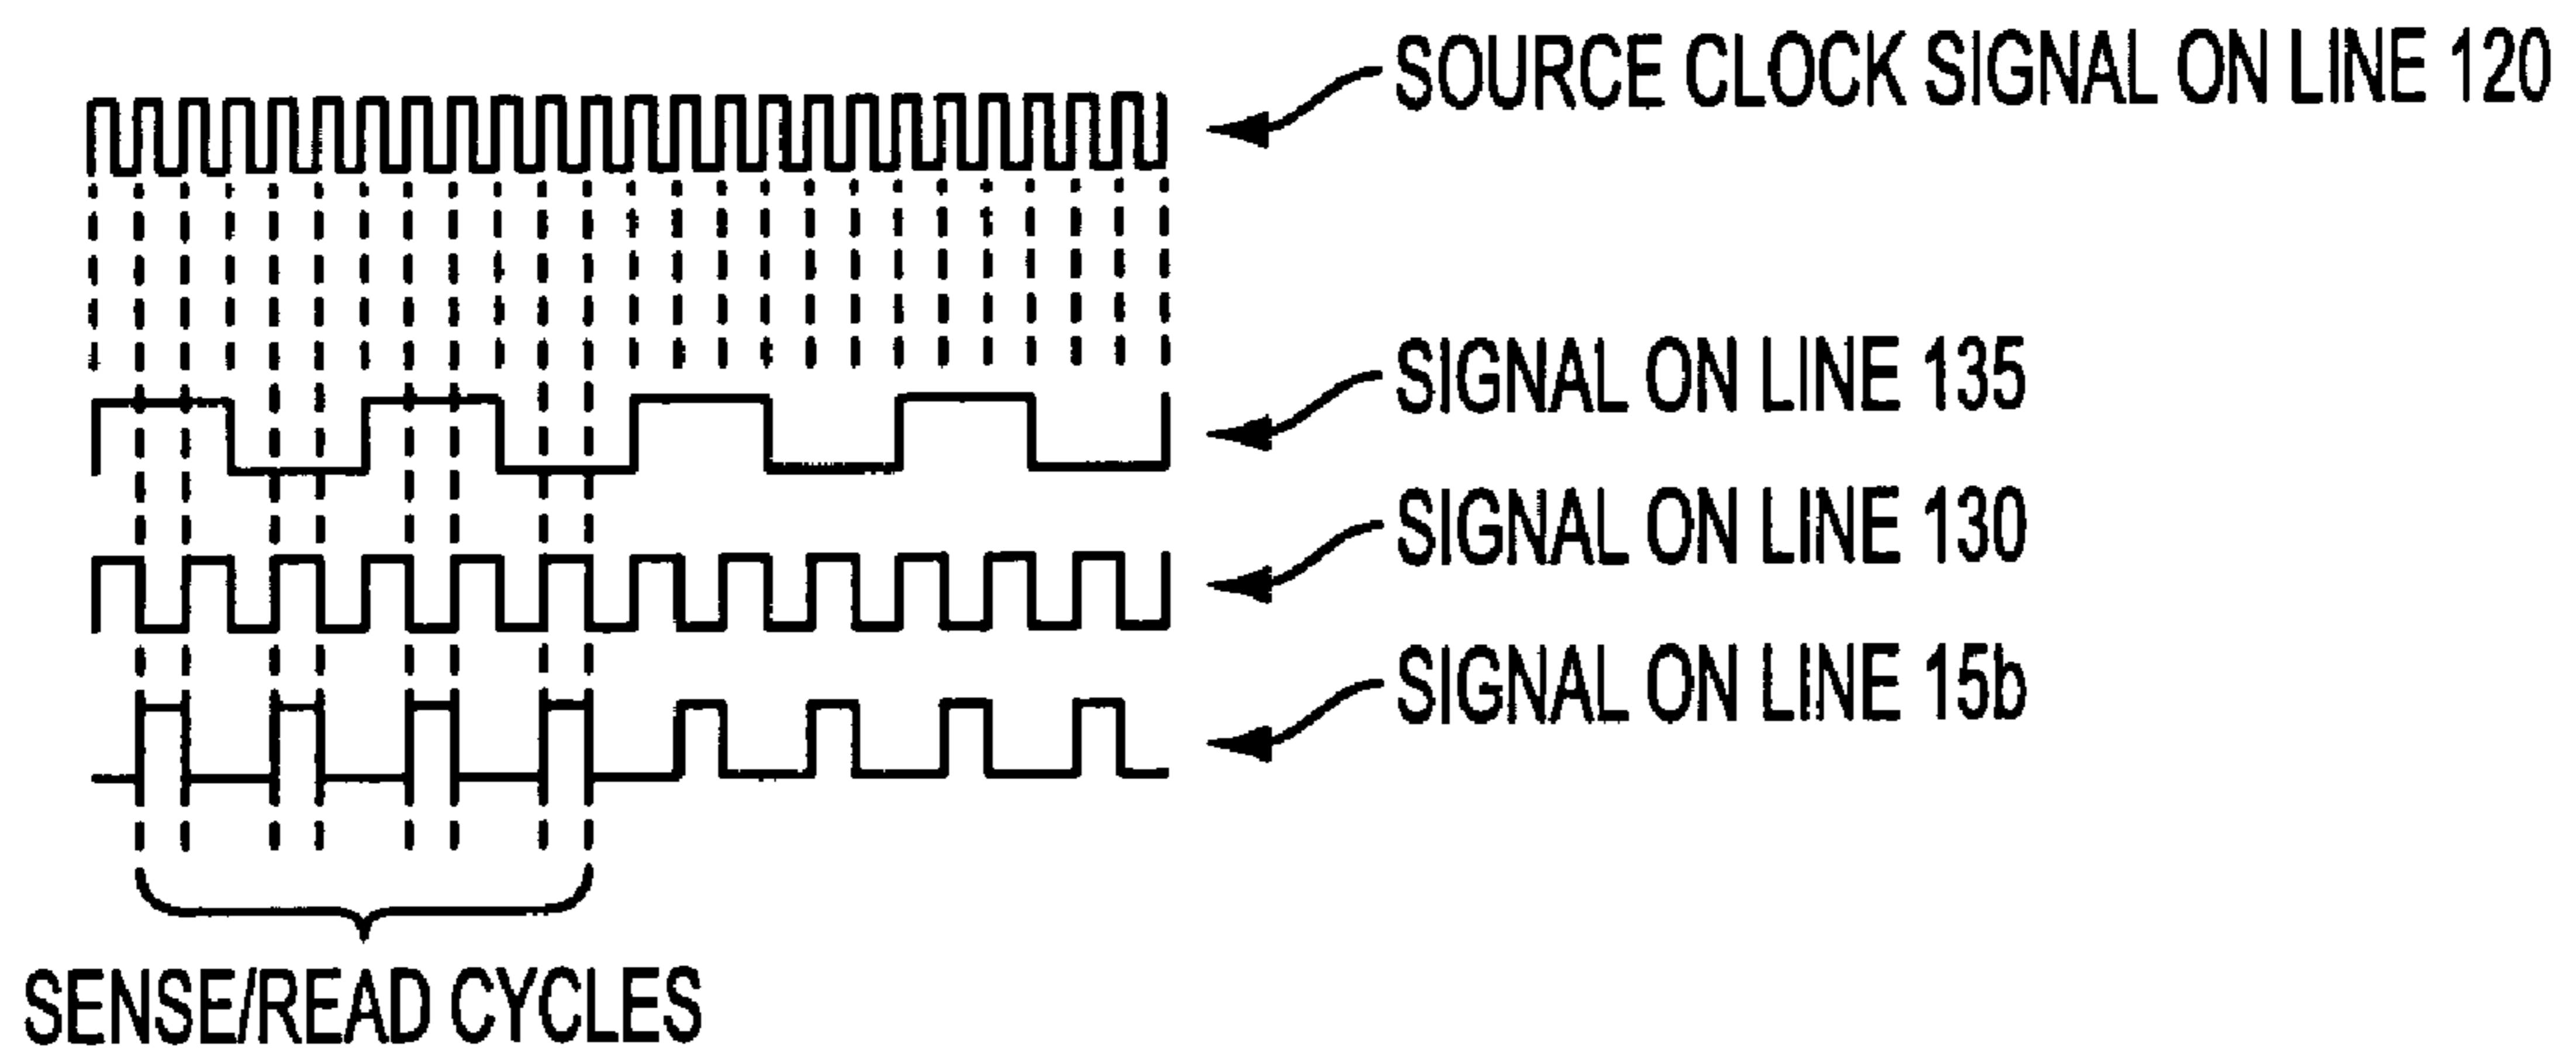 SOURCE CLOCK SIGNAL ON LINE 120
SIGNAL ON LINE 135
SIGNAL ON LINE 130
SIGNAL ON LINE 15b
SENSE/READ CYCLES